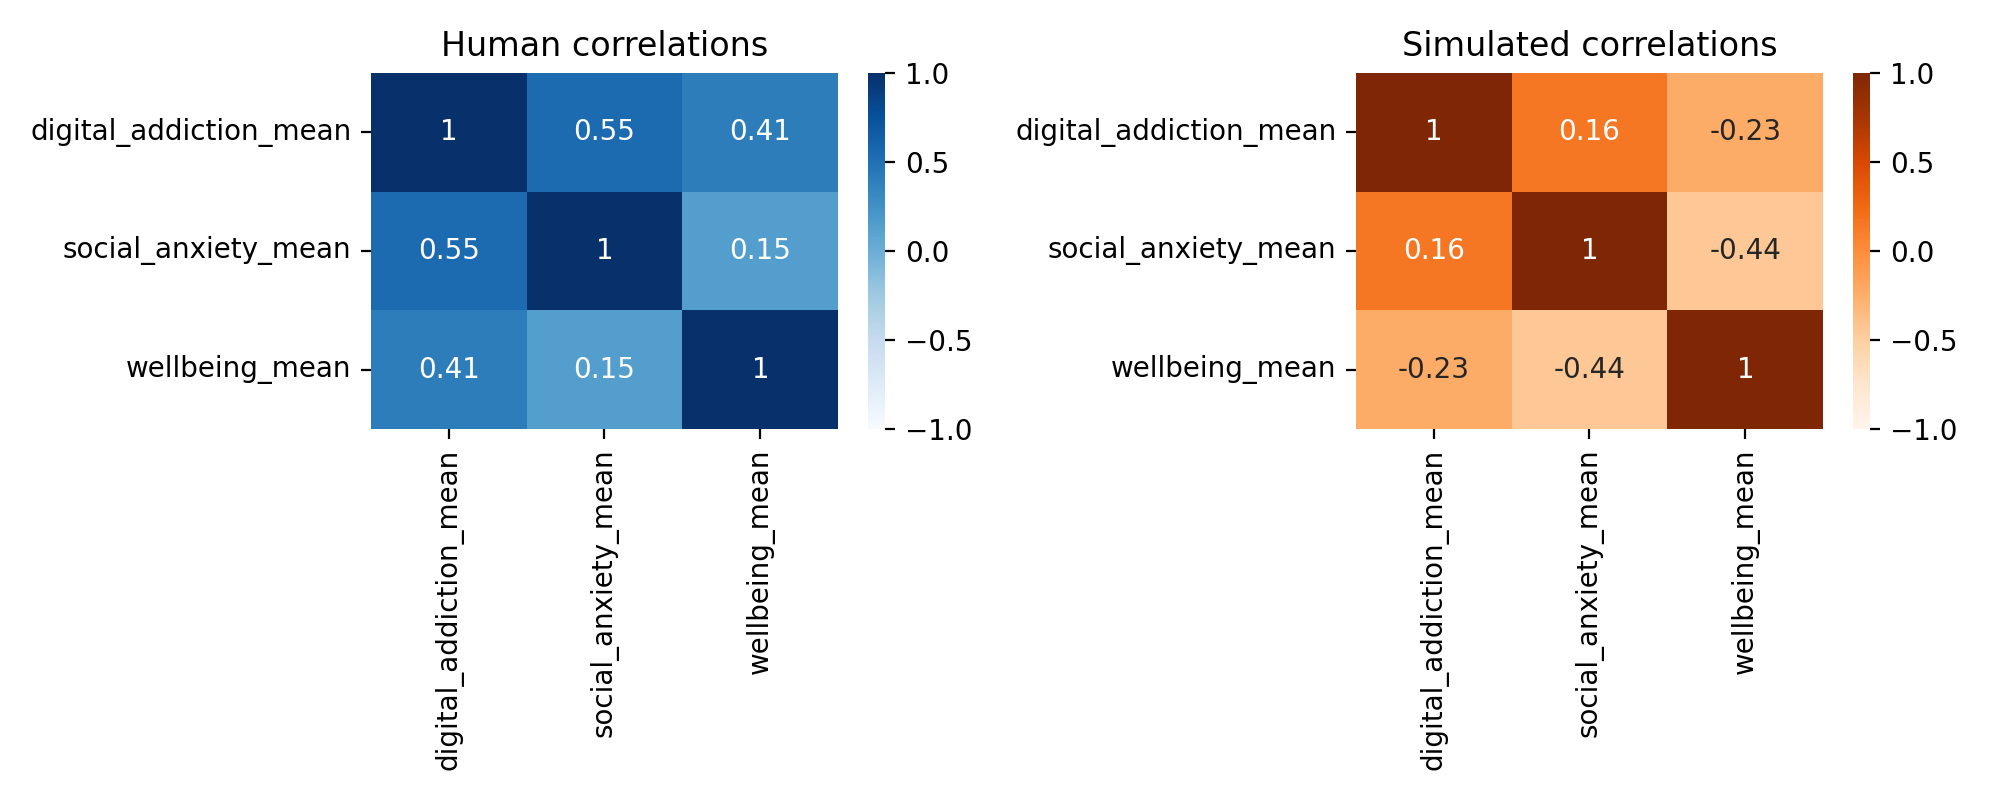 Human correlations
digital_addiction_mean 1 0.55 0.41
social_anxiety_mean 0.55 1 0.15
wellbeing_mean 0.41 0.15 1
digital_addiction_mean
social_anxiety_mean
wellbeing_mean
1.0
0.5
0.0
−0.5
−1.0
Simulated correlations
digital_addiction_mean 1 0.16 -0.23
social_anxiety_mean 0.16 1 -0.44
wellbeing_mean -0.23 -0.44 1
digital_addiction_mean
social_anxiety_mean
wellbeing_mean
1.0
0.5
0.0
−0.5
−1.0